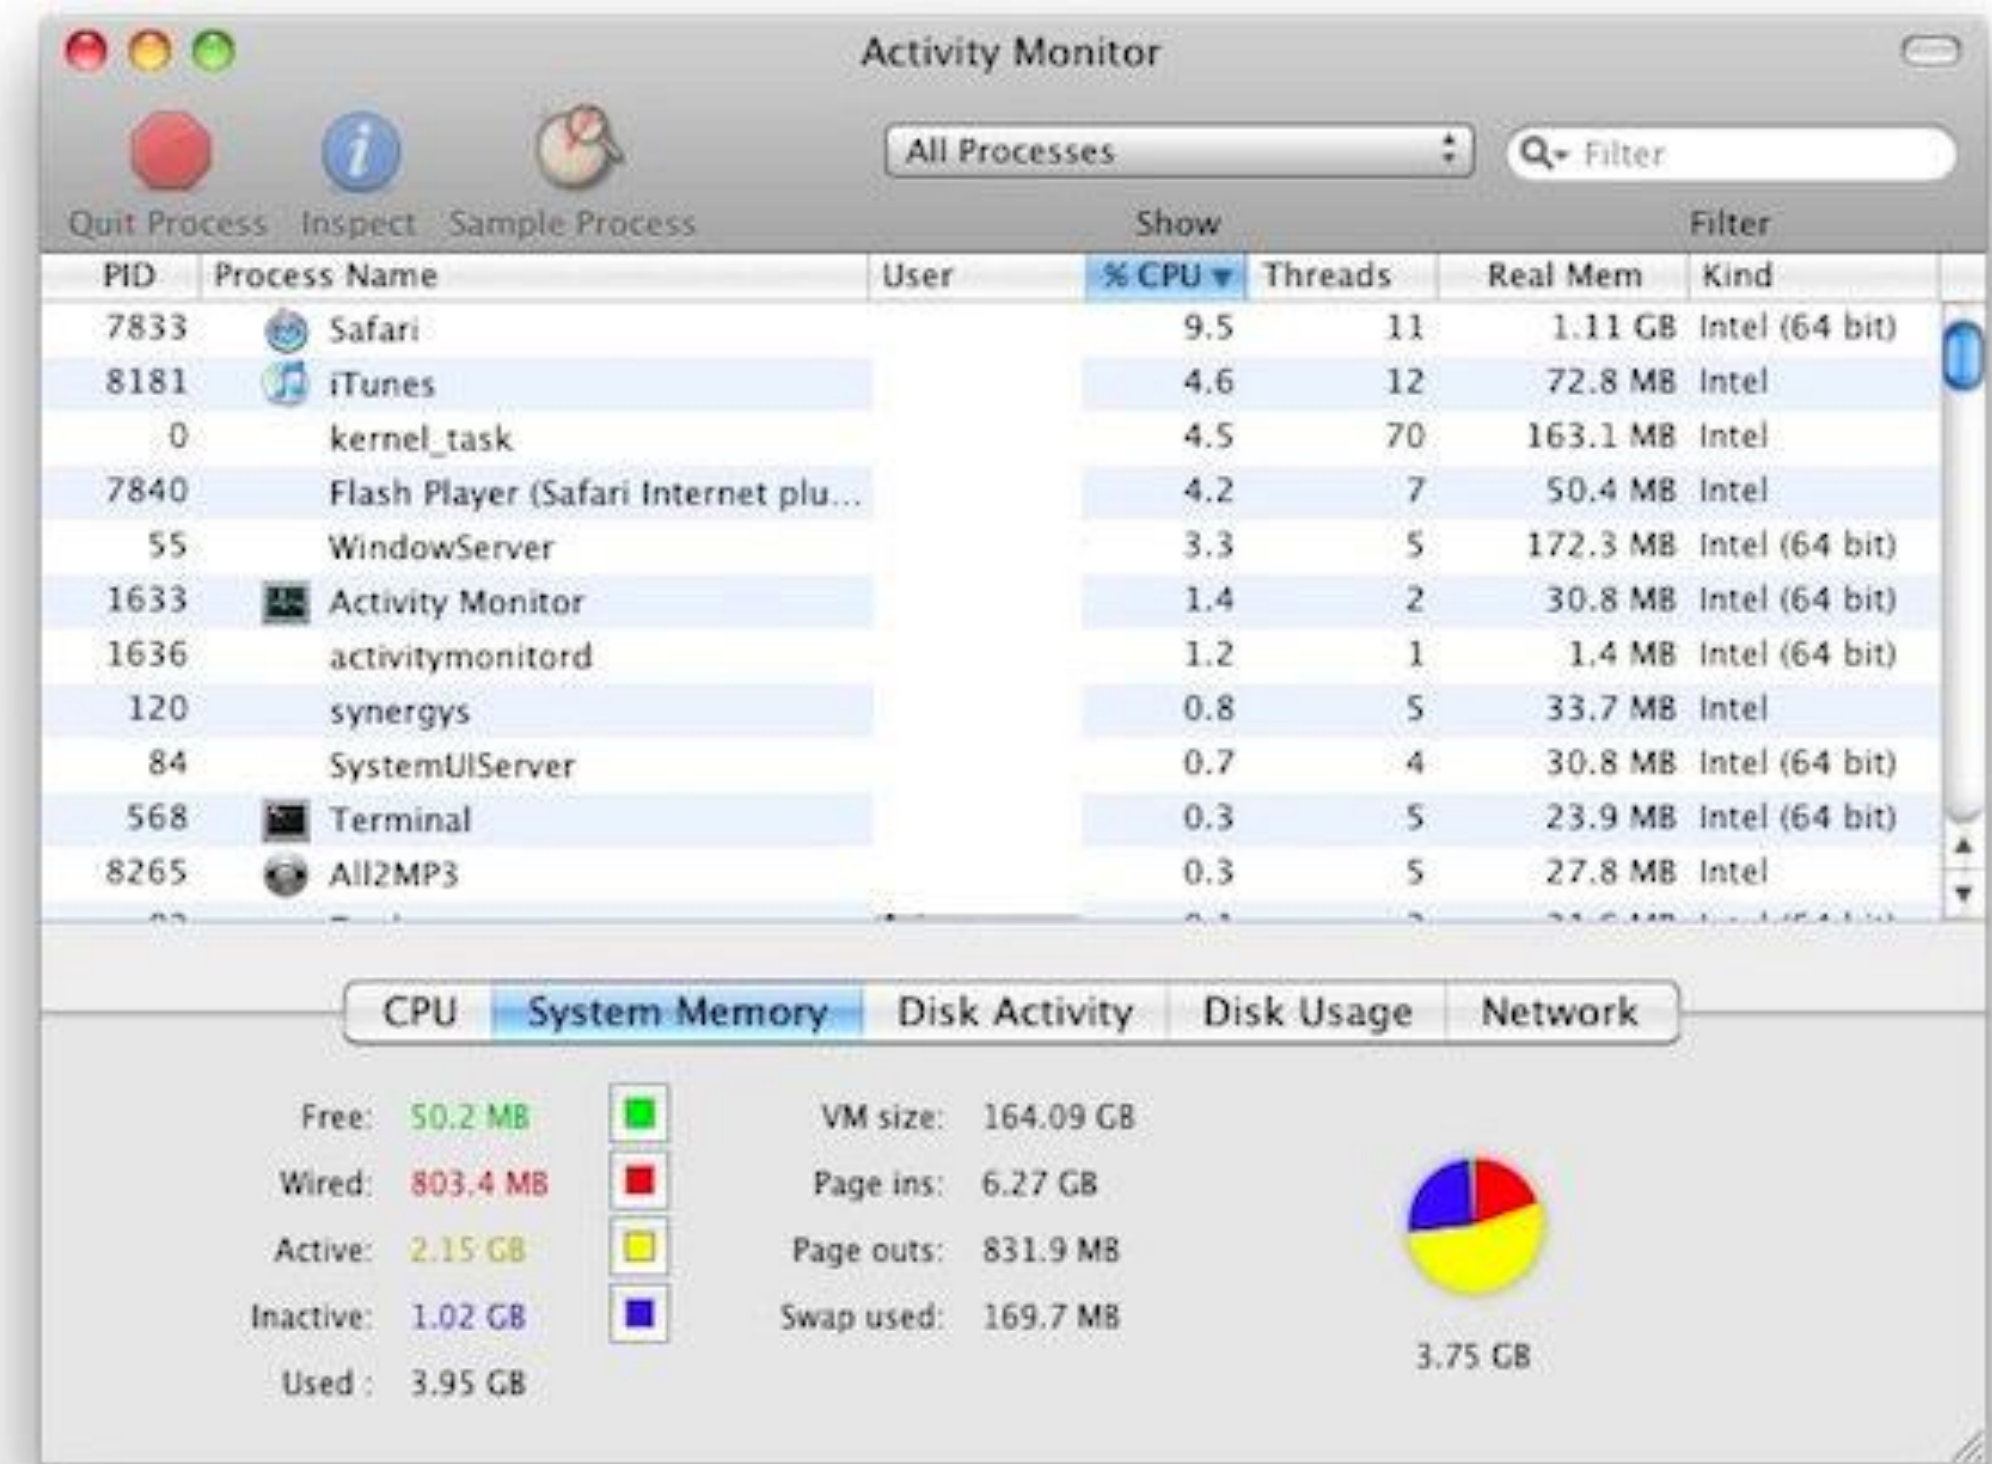 Activity Monitor
All Processes Filter
Quit Process Inspect Sample Process Show Filter
PID Process Name User % CPU Threads Real Mem Kind
7833 Safari 9.5 11 1.11 GB Intel (64 bit)
8181 iTunes 4.6 12 72.8 MB Intel
0 kernel_task 4.5 70 163.1 MB Intel
7840 Flash Player (Safari Internet plu... 4.2 7 50.4 MB Intel
55 WindowServer 3.3 5 172.3 MB Intel (64 bit)
1633 Activity Monitor 1.4 2 30.8 MB Intel (64 bit)
1636 activitymonitord 1.2 1 1.4 MB Intel (64 bit)
120 synergys 0.8 5 33.7 MB Intel
84 SystemUIServer 0.7 4 30.8 MB Intel (64 bit)
568 Terminal 0.3 5 23.9 MB Intel (64 bit)
8265 All2MP3 0.3 5 27.8 MB Intel
CPU System Memory Disk Activity Disk Usage Network
Free: 50.2 MB VM size: 164.09 GB
Wired: 803.4 MB Page ins: 6.27 GB
Active: 2.15 GB Page outs: 831.9 MB
Inactive: 1.02 GB Swap used: 169.7 MB
3.75 GB
Used : 3.95 GB